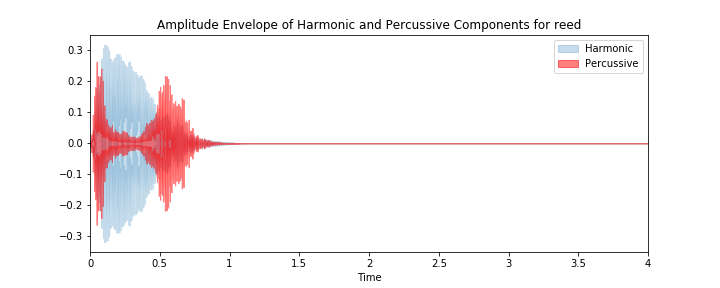 Amplitude Envelope of Harmonic and Percussive Components for reed
Harmonic
Percussive
0.3
0.2
0.1
0.0
−0.1
−0.2
−0.3
0 0.5 1 1.5 2 2.5 3 3.5 4
Time